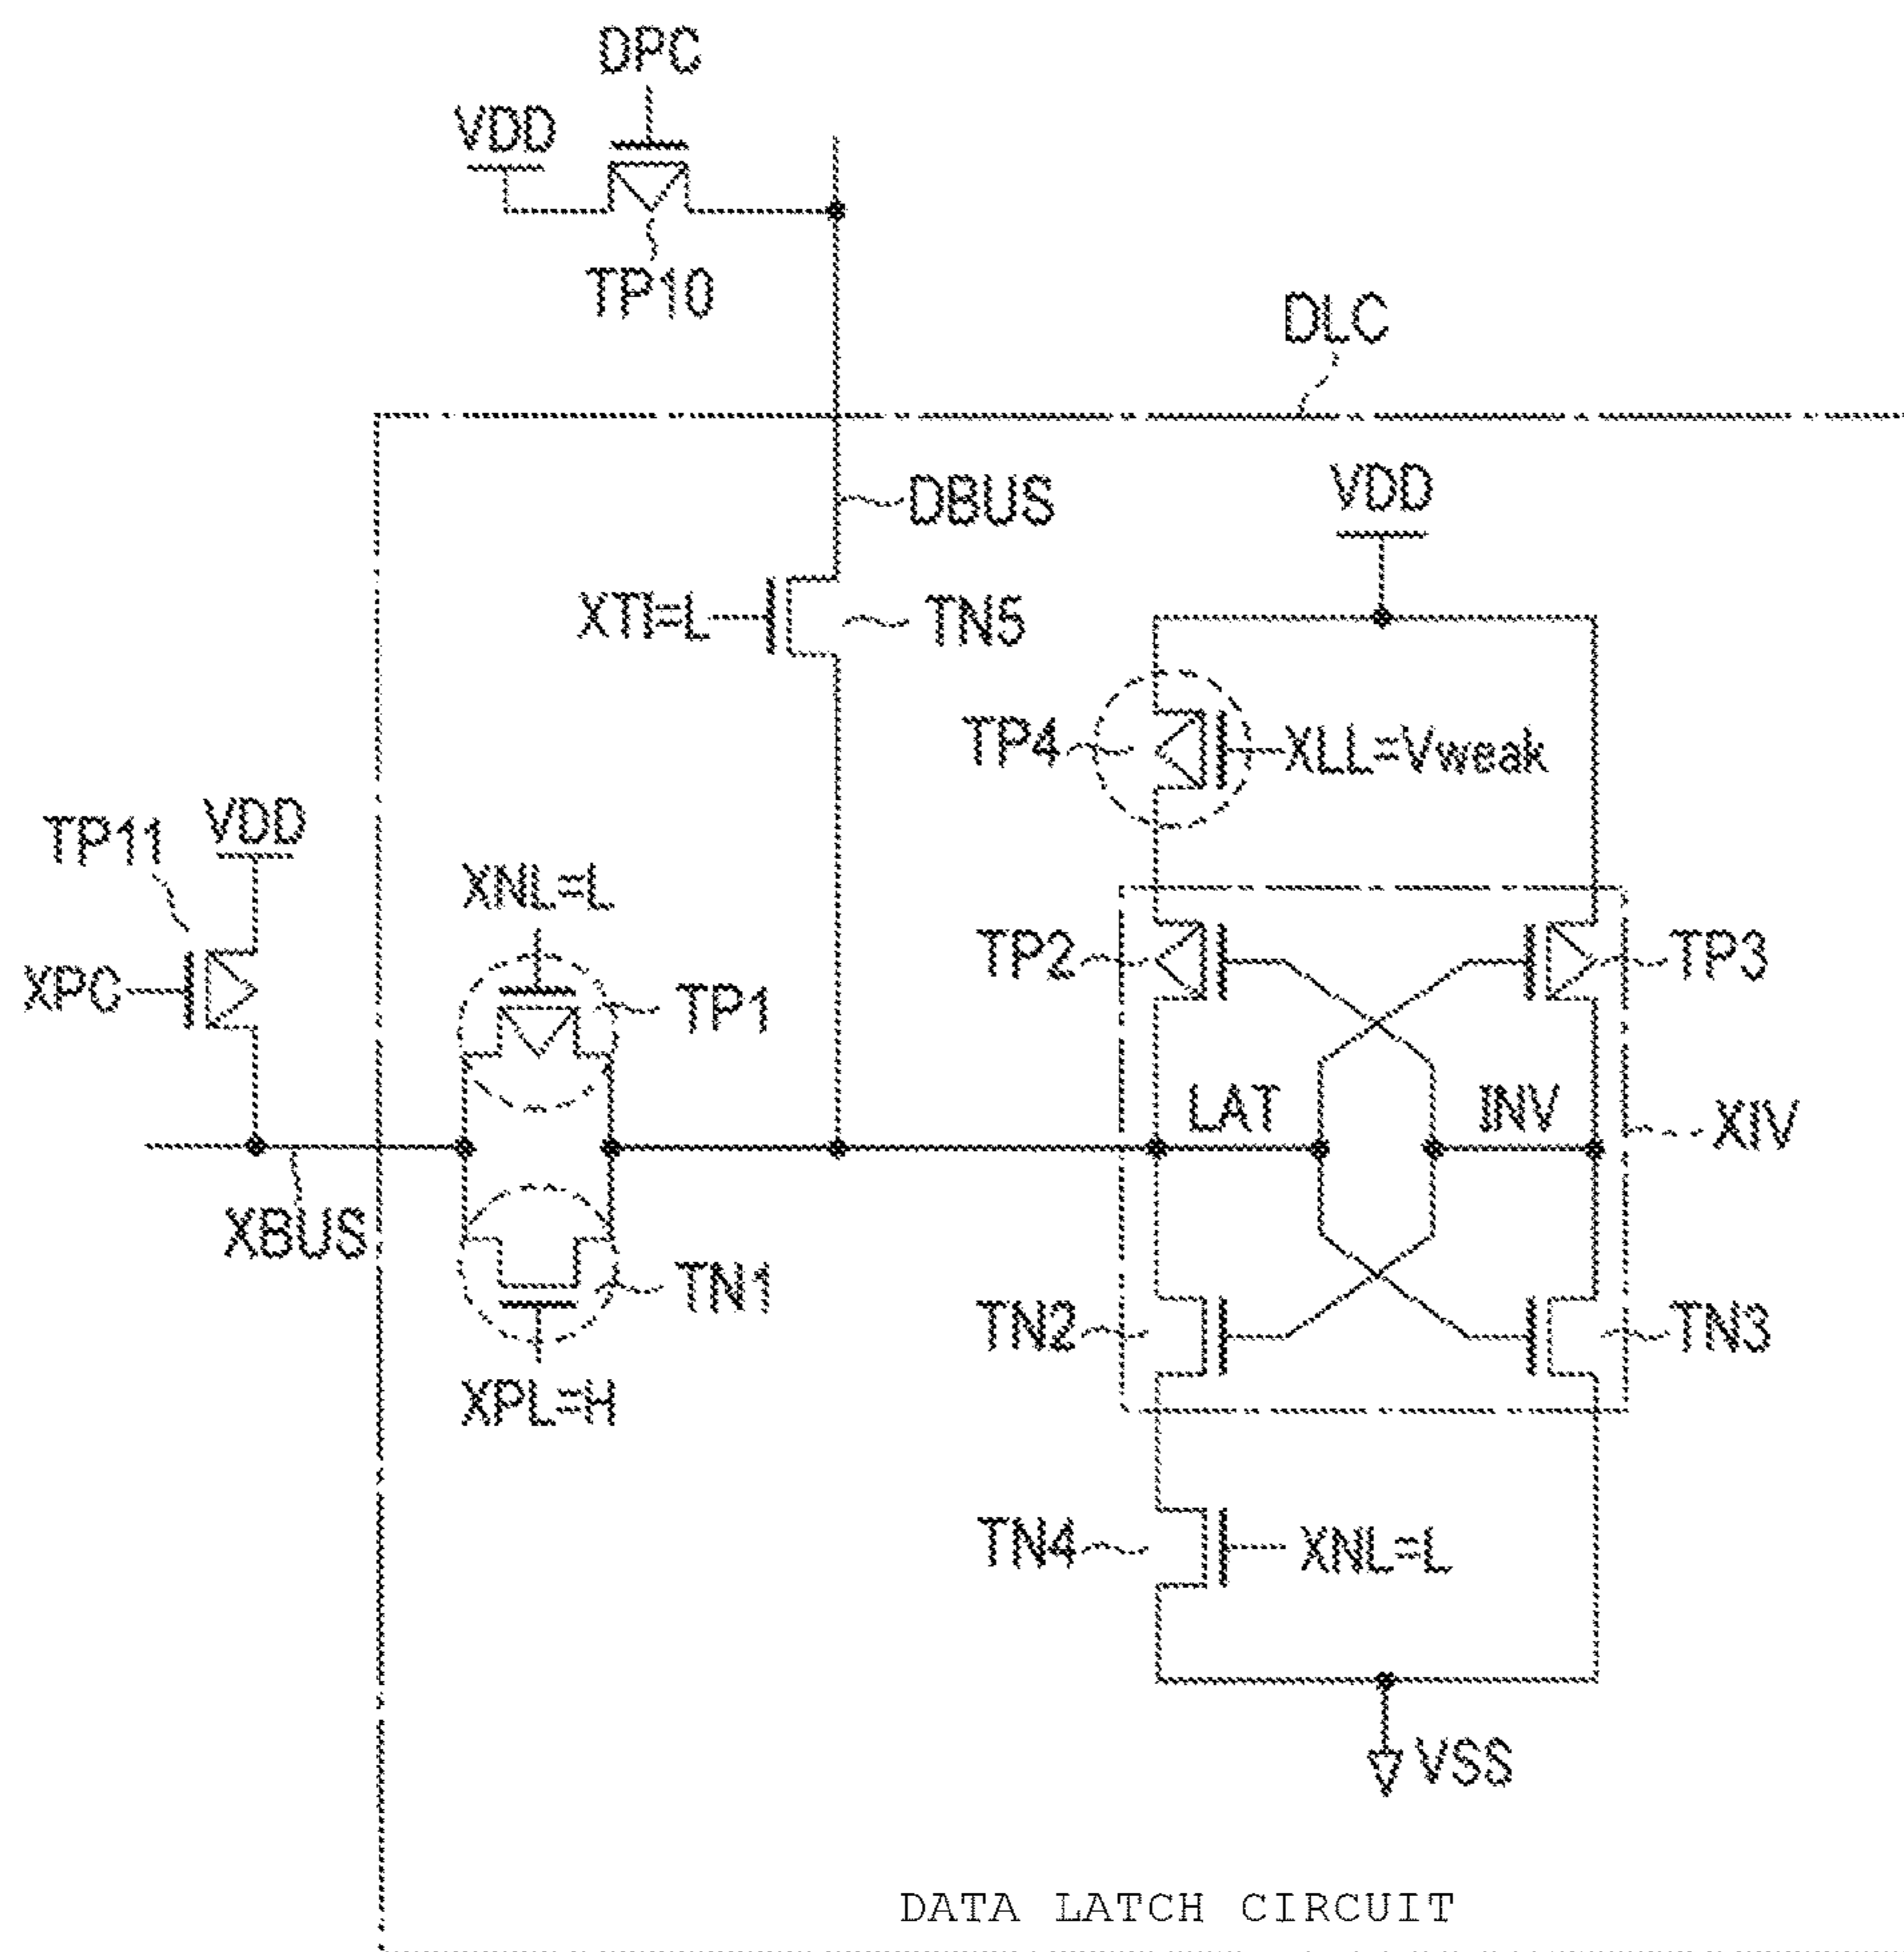 DPC
VDD
TP10
DLC
DBUS
VDD
XTI=L
TN5
TP4
XLL=Vweak
TP11
VDD
XNL=L
TP2
TP3
XPC
TP1
LAT
INV
XIV
XBUS
TN1
TN2
TN3
XPL=H
TN4
XNL=L
VSS
DATA LATCH CIRCUIT